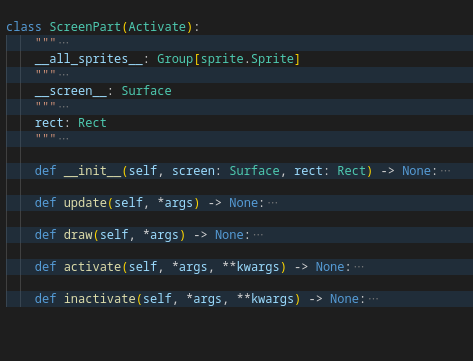 class ScreenPart(Activate):
    """…
    __all_sprites__: Group[sprite.Sprite]
    """…
    __screen__: Surface
    """…
    rect: Rect
    """…
    def __init__(self, screen: Surface, rect: Rect) -> None:…
    def update(self, *args) -> None:…
    def draw(self, *args) -> None:…
    def activate(self, *args, **kwargs) -> None:…
    def inactivate(self, *args, **kwargs) -> None:…